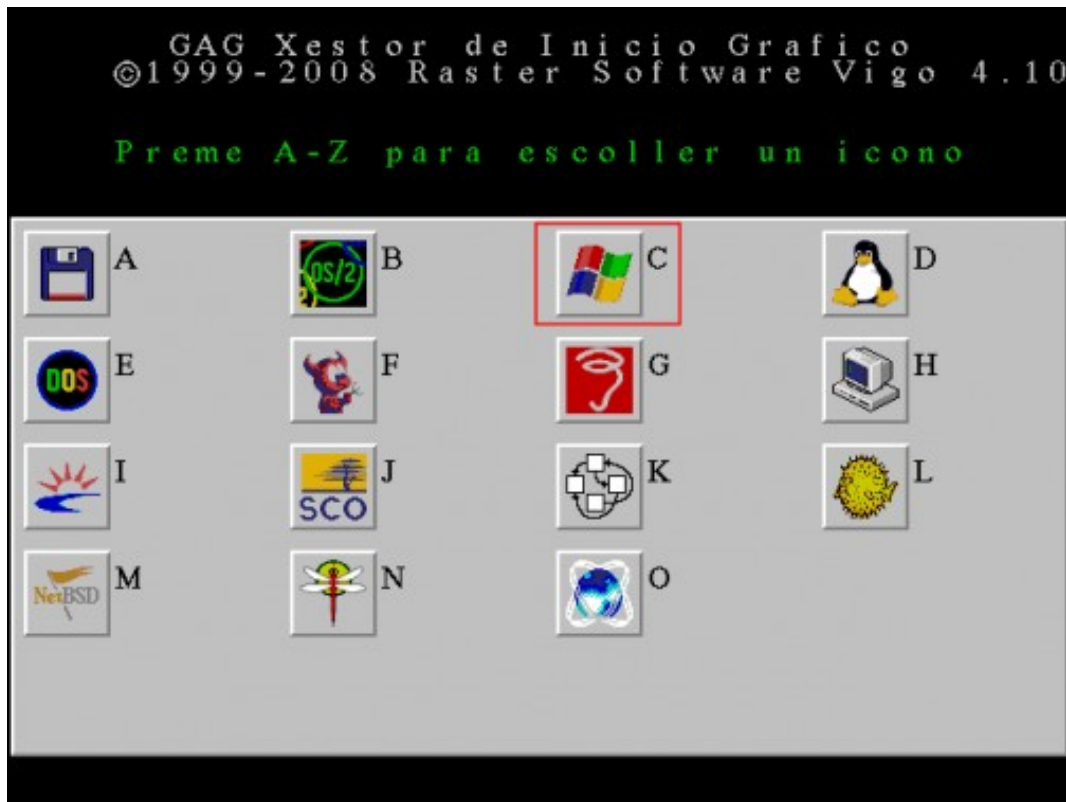 GAG Xestor de Inicio Grafico
©1999-2008 Raster Software Vigo 4.10
Preme A-Z para escoller un icono
A OS/2 B C D
DOS E F G H
I SCO J K L
NetBSD M N O